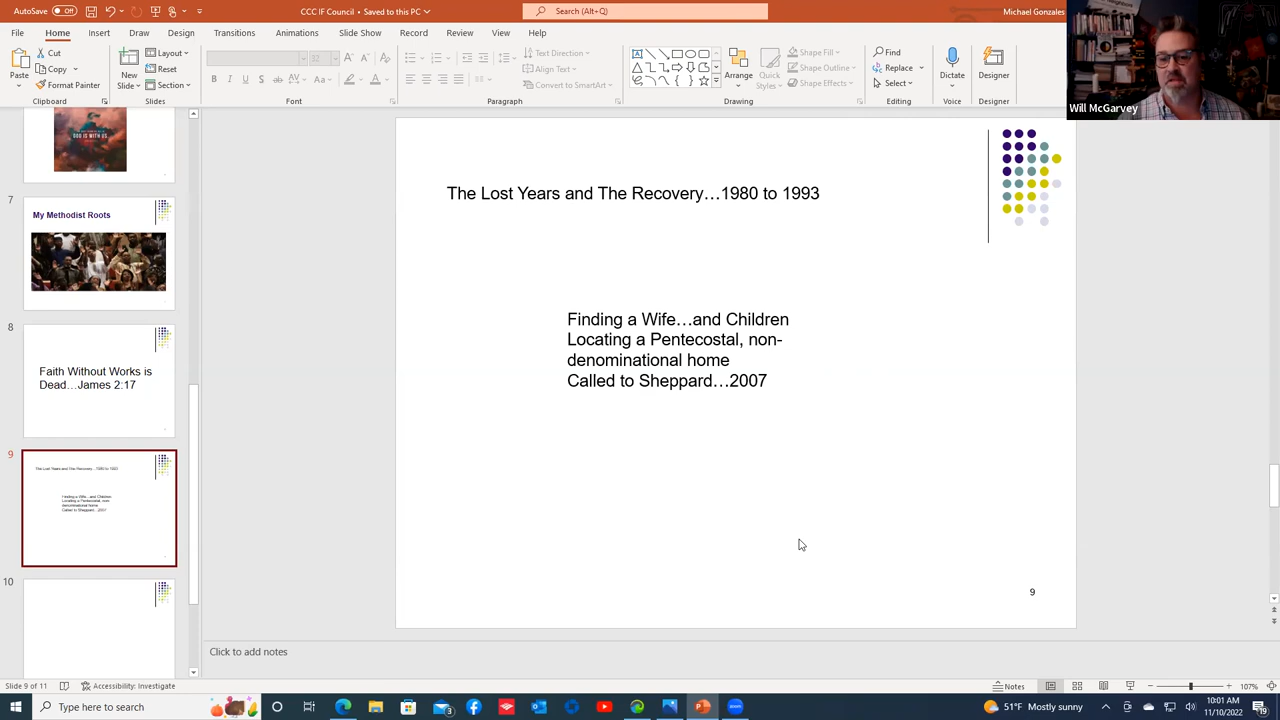 AutoSave Off CCC IF Council • Saved to this PC Search (Alt+Q) Michael Gonzales
File Home Insert Draw Design Transitions Animations Slide Show Record Review View Help
Cut Layout Text Direction Shape Fill Find
Paste Copy New Slide Reset 32 Align Text Arrange Quick Styles Shape Outline Replace Dictate Designer
Format Painter Section Convert to SmartArt Shape Effects Select
Clipboard Slides Font Paragraph Drawing Editing Voice Designer
Will McGarvey
GOD IS WITH US
7
My Methodist Roots
8
Faith Without Works is
Dead…James 2:17
9
The Lost Years and The Recovery…1980 to 1993
Finding a Wife…and Children
Locating a Pentecostal, non-
denominational home
Called to Sheppard…2007
10
The Lost Years and The Recovery…1980 to 1993
Finding a Wife…and Children
Locating a Pentecostal, non-
denominational home
Called to Sheppard…2007
9
Click to add notes
Slide 9 of 11 Accessibility: Investigate Notes 107%
Type here to search 51°F Mostly sunny 10:01 AM
11/10/2022 19